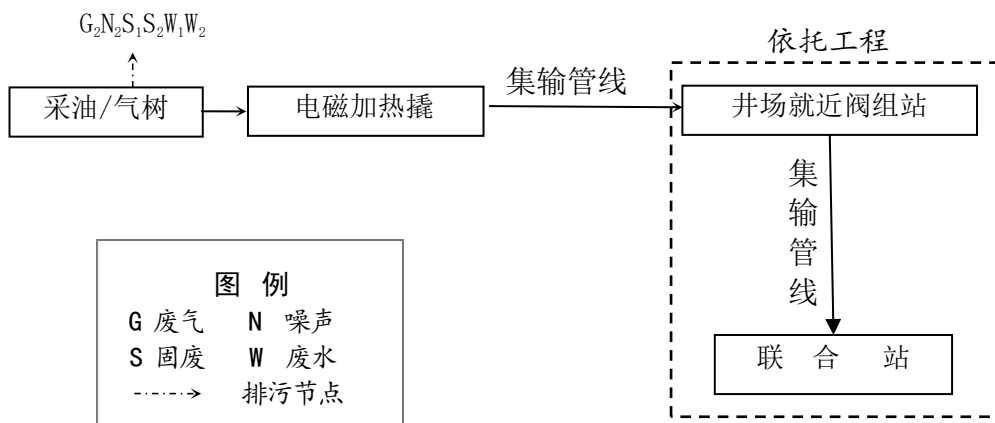 G₂N₂S₁S₂W₁W₂
依托工程
采油/气树
电磁加热撬
集输管线
井场就近阀组站
集输管线
联合站
图例
G 废气 N 噪声
S 固废 W 废水
排污节点